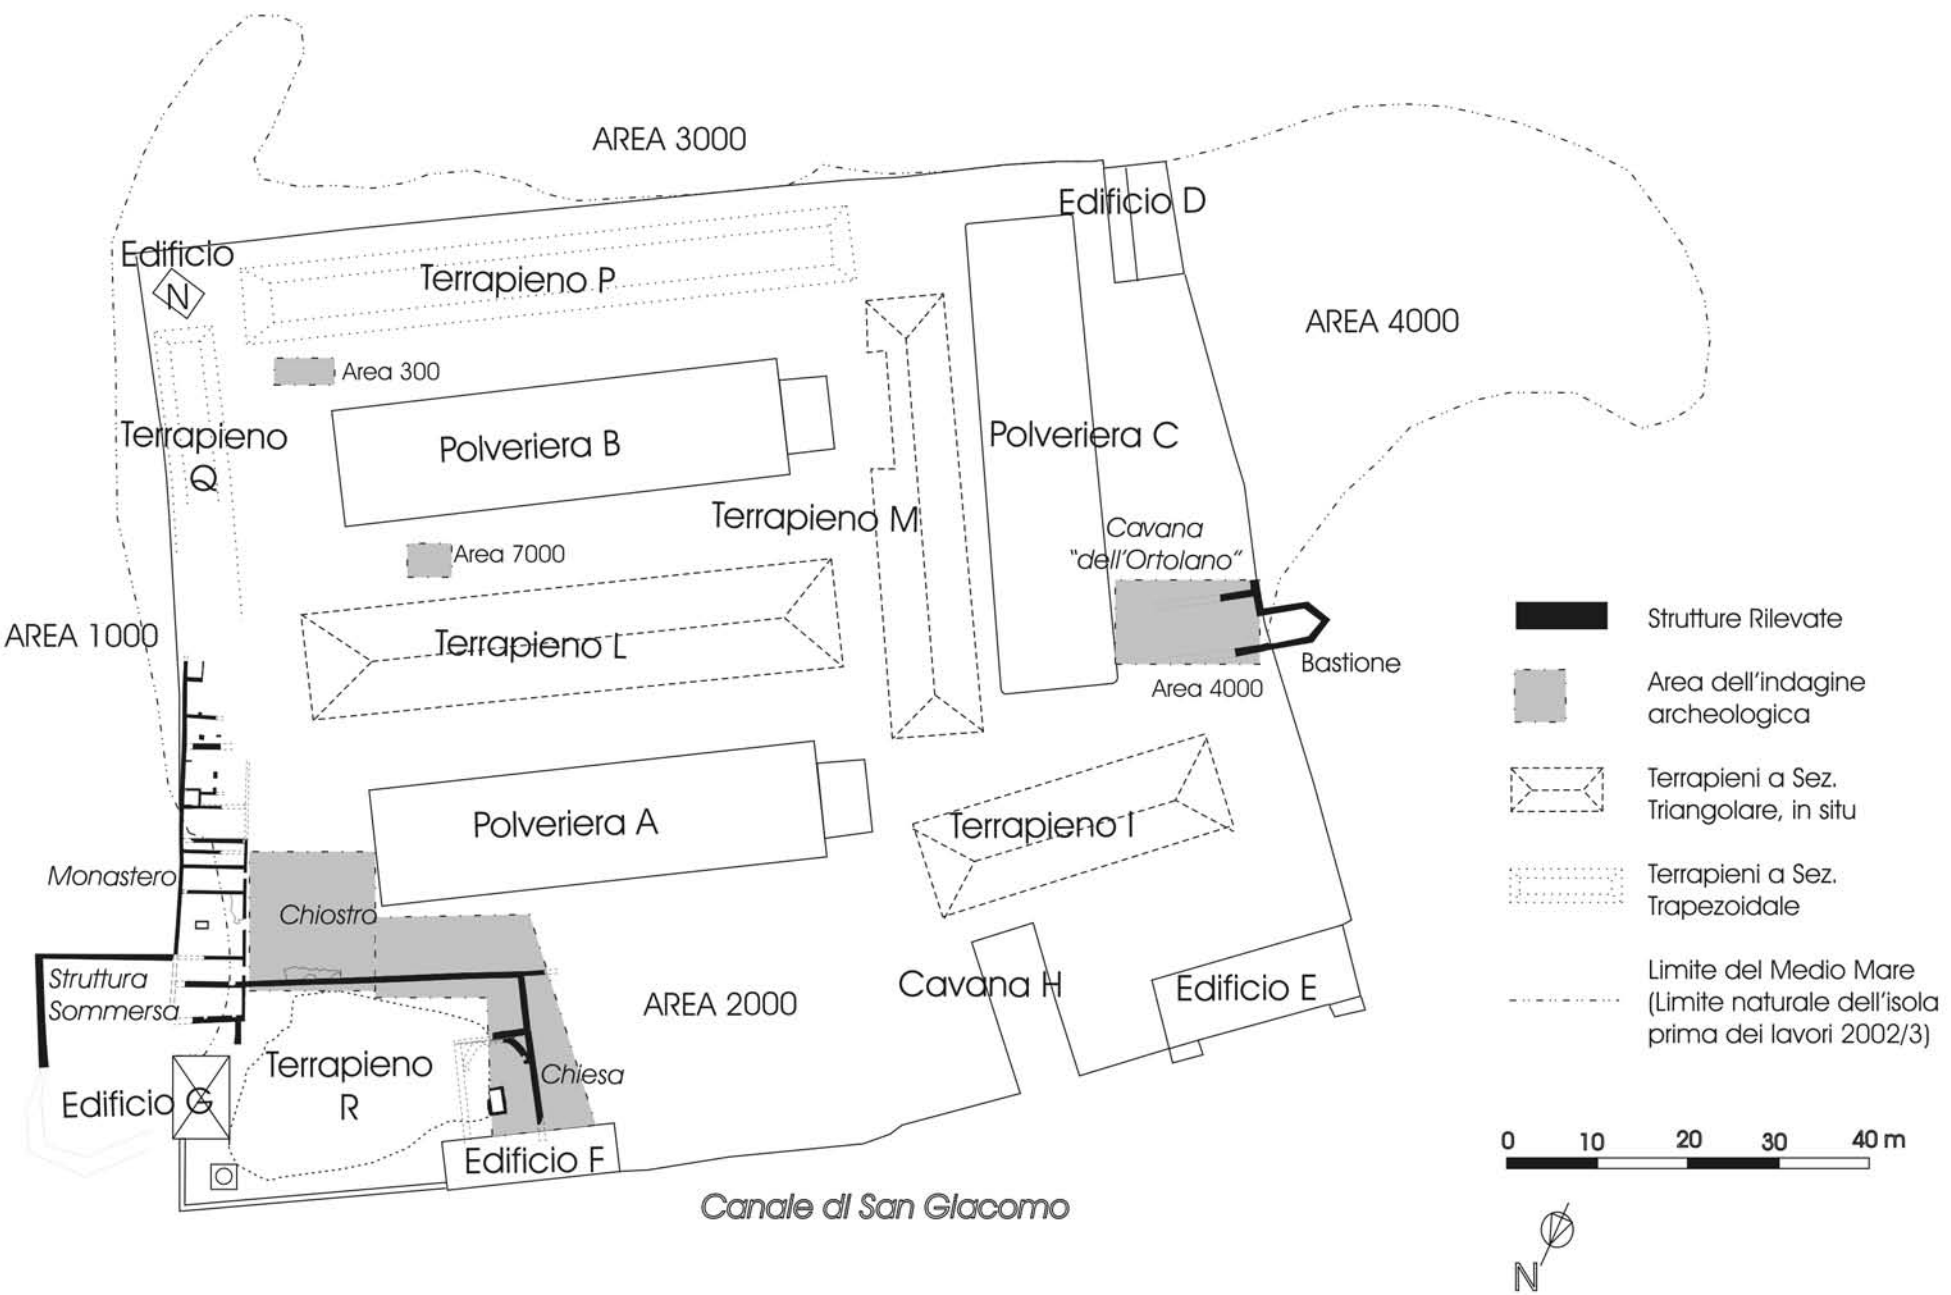 AREA 3000
Edificio D
Edificio
N
Terrapieno P
AREA 4000
Area 300
Terrapieno
Q
Polveriera B
Polveriera C
Terrapieno M
Cavana
"dell'Ortolano"
Area 7000
AREA 1000
Terrapieno L
Bastione
Area 4000
Polveriera A
Terrapieno I
Monastero
Chiostro
Struttura
Sommersa
AREA 2000
Cavana H
Edificio E
Terrapieno
R
Chiesa
Edificio G
Edificio F
Canale di San Giacomo
Strutture Rilevate
Area dell'indagine
archeologica
Terrapieni a Sez.
Triangolare, in situ
Terrapieni a Sez.
Trapezoidale
Limite del Medio Mare
(Limite naturale dell'isola
prima dei lavori 2002/3)
0 10 20 30 40 m
N